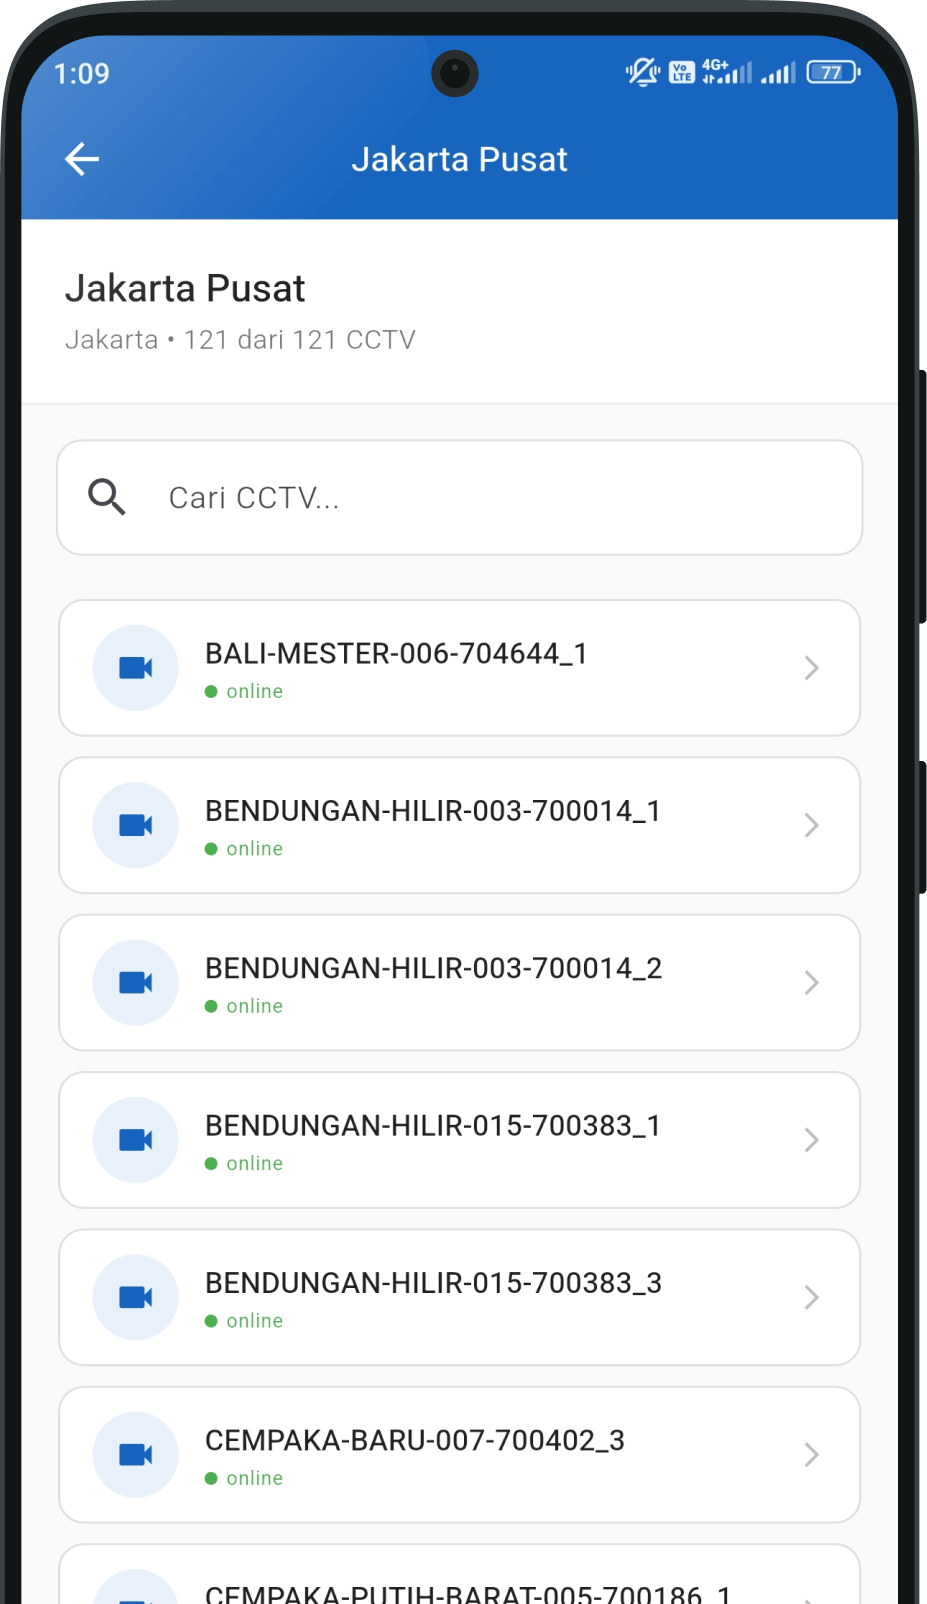 1:09
Vo LTE
4G+
77
Jakarta Pusat
Jakarta Pusat
Jakarta • 121 dari 121 CCTV
Cari CCTV...
BALI-MESTER-006-704644_1
online
BENDUNGAN-HILIR-003-700014_1
online
BENDUNGAN-HILIR-003-700014_2
online
BENDUNGAN-HILIR-015-700383_1
online
BENDUNGAN-HILIR-015-700383_3
online
CEMPAKA-BARU-007-700402_3
online
CEMPAKA-PUTIH-BARAT-005-700186_1